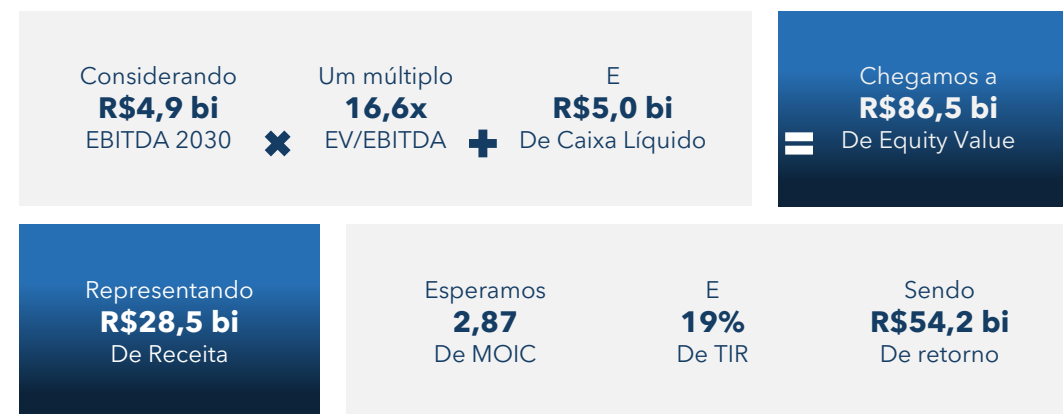 Considerando
R$4,9 bi
EBITDA 2030
Um múltiplo
16,6x
EV/EBITDA
E
R$5,0 bi
De Caixa Líquido
Chegamos a
R$86,5 bi
De Equity Value
Representando
R$28,5 bi
De Receita
Esperamos
2,87
De MOIC
E
19%
De TIR
Sendo
R$54,2 bi
De retorno